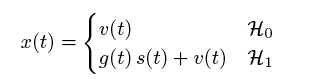 x(t) = { v(t) ℋ₀
g(t) s(t) + v(t) ℋ₁